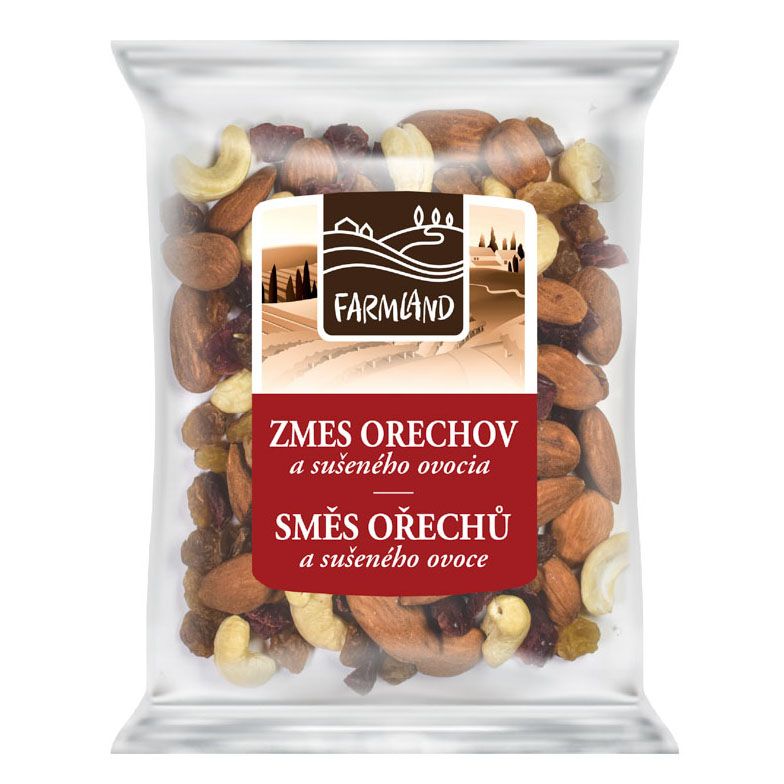 FARMLAND
ZMES ORECHOV
a sušeného ovocia
SMĚS OŘECHŮ
a sušeného ovoce